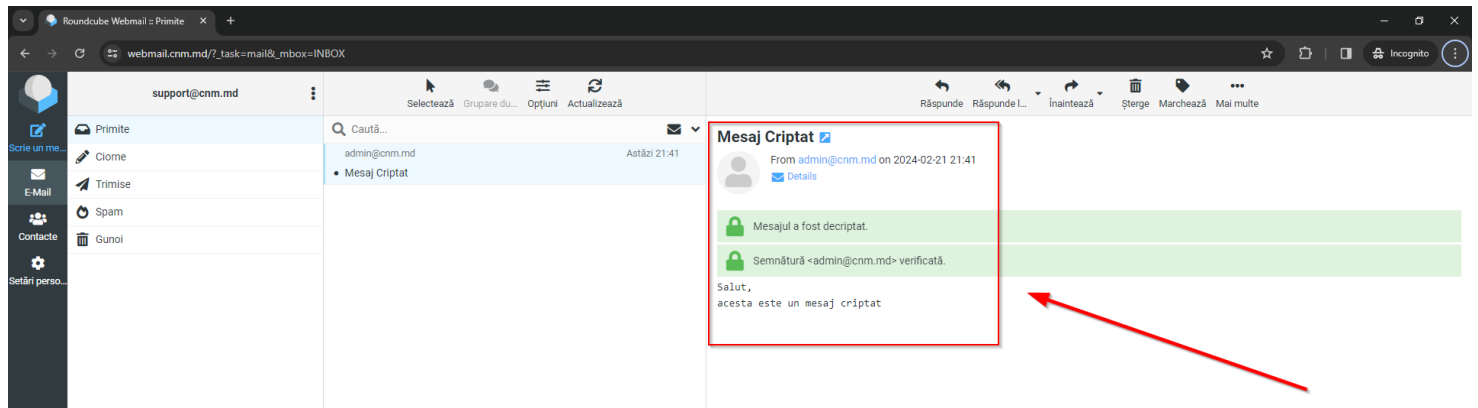 Roundcube Webmail :: Primite
webmail.cnm.md/?_task=mail&_mbox=INBOX
Incognito
support@cnm.md
Selectează
Grupare du...
Opțiuni
Actualizează
Răspunde
Răspunde l...
Înaintează
Șterge
Marchează
Mai multe
Scrie un me...
E-Mail
Contacte
Setări perso...
Primite
Ciorne
Trimise
Spam
Gunoi
Caută...
admin@cnm.md Astăzi 21:41
• Mesaj Criptat
Mesaj Criptat
From admin@cnm.md on 2024-02-21 21:41
Details
Mesajul a fost decriptat.
Semnătură <admin@cnm.md> verificată.
Salut,
acesta este un mesaj criptat